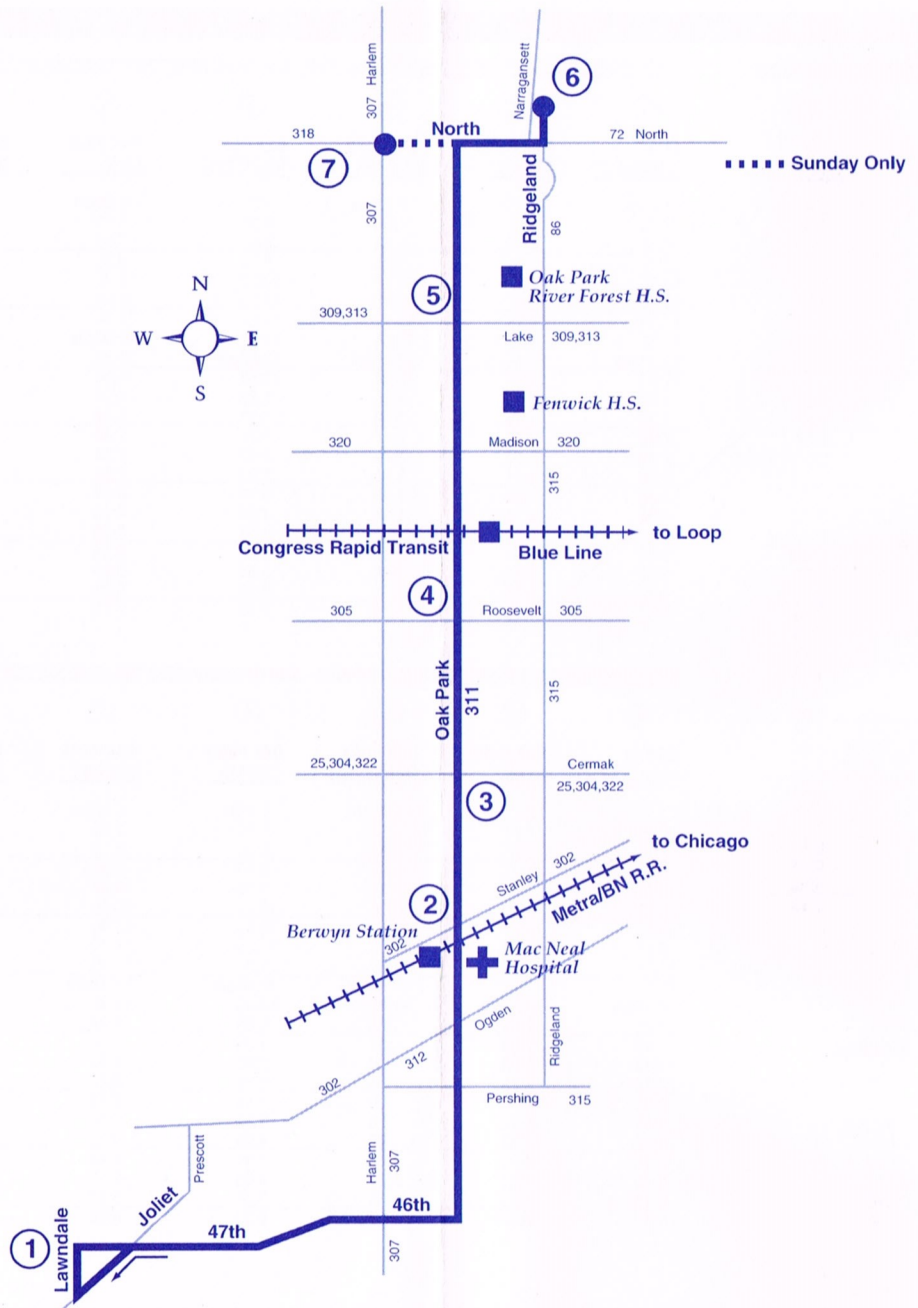 Harlem
307
Narragansett
6
318
North
72 North
7
Sunday Only
307
Ridgeland
86
N
W E
S
5
Oak Park
River Forest H.S.
309,313
Lake 309,313
Fenwick H.S.
320
Madison 320
315
Congress Rapid Transit
Blue Line
to Loop
4
305
Roosevelt 305
Oak Park
311
315
25,304,322
Cermak
25,304,322
3
to Chicago
Stanley 302
Metra/BN R.R.
2
Berwyn Station
302
Mac Neal
Hospital
Ogden
Ridgeland
312
302
Pershing 315
Prescott
Harlem
307
Joliet
46th
47th
307
1
Lawndale